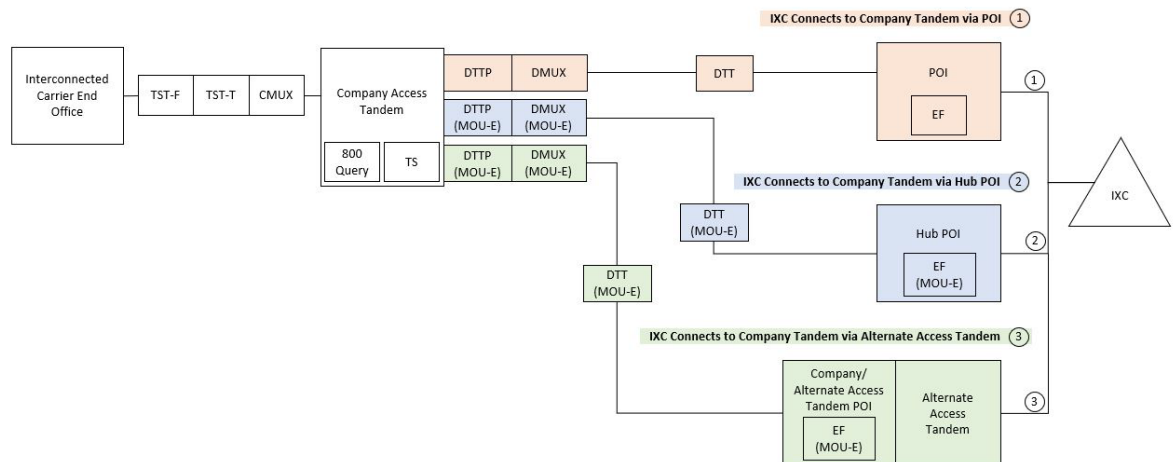 IXC Connects to Company Tandem via POI 1
Interconnected
Carrier End
Office
TST-F
TST-T
CMUX
Company Access
Tandem
800
Query
TS
DTTP
DMUX
DTTP
(MOU-E)
DMUX
(MOU-E)
DTTP
(MOU-E)
DMUX
(MOU-E)
DTT
POI
EF
1
IXC Connects to Company Tandem via Hub POI 2
DTT
(MOU-E)
Hub POI
EF
(MOU-E)
2
IXC
DTT
(MOU-E)
IXC Connects to Company Tandem via Alternate Access Tandem 3
Company/
Alternate Access
Tandem POI
EF
(MOU-E)
Alternate
Access
Tandem
3